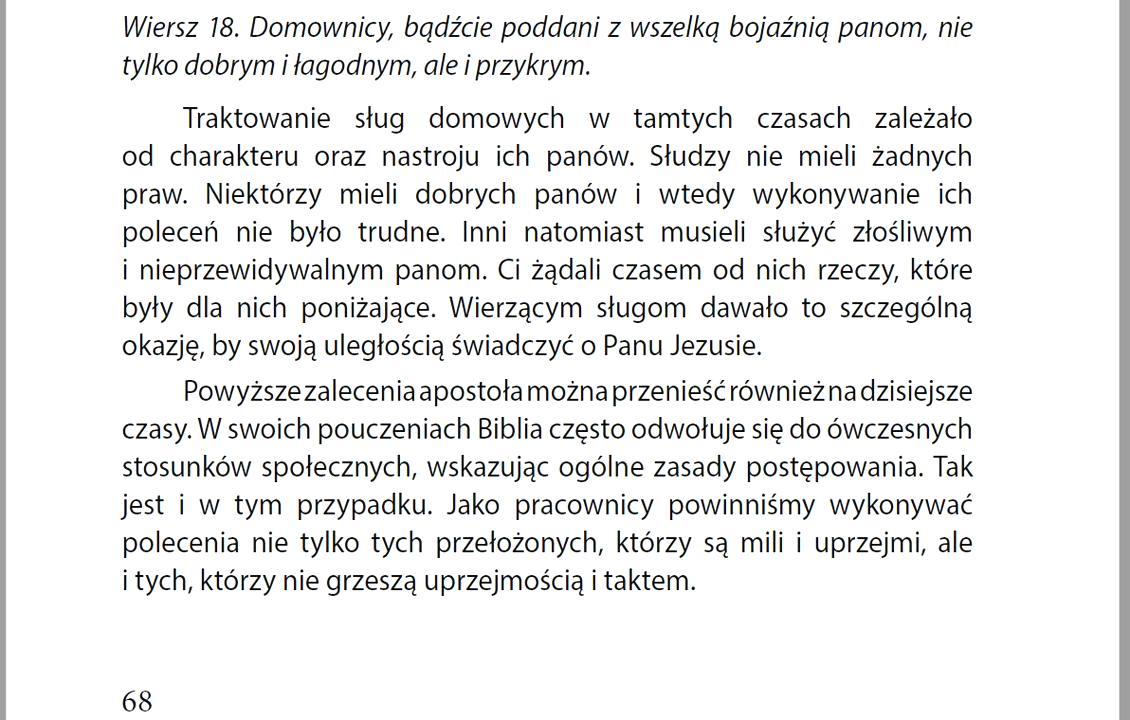 Wiersz 18. Domownicy, bądźcie poddani z wszelką bojaźnią panom, nie
tylko dobrym i łagodnym, ale i przykrym.
Traktowanie sług domowych w tamtych czasach zależało
od charakteru oraz nastroju ich panów. Słudzy nie mieli żadnych
praw. Niektórzy mieli dobrych panów i wtedy wykonywanie ich
poleceń nie było trudne. Inni natomiast musieli służyć złośliwym
i nieprzewidywalnym panom. Ci żądali czasem od nich rzeczy, które
były dla nich poniżające. Wierzącym sługom dawało to szczególną
okazję, by swoją uległością świadczyć o Panu Jezusie.
Powyższe zalecenia apostoła można przenieść również na dzisiejsze
czasy. W swoich pouczeniach Biblia często odwołuje się do ówczesnych
stosunków społecznych, wskazując ogólne zasady postępowania. Tak
jest i w tym przypadku. Jako pracownicy powinniśmy wykonywać
polecenia nie tylko tych przełożonych, którzy są mili i uprzejmi, ale
i tych, którzy nie grzeszą uprzejmością i taktem.
68